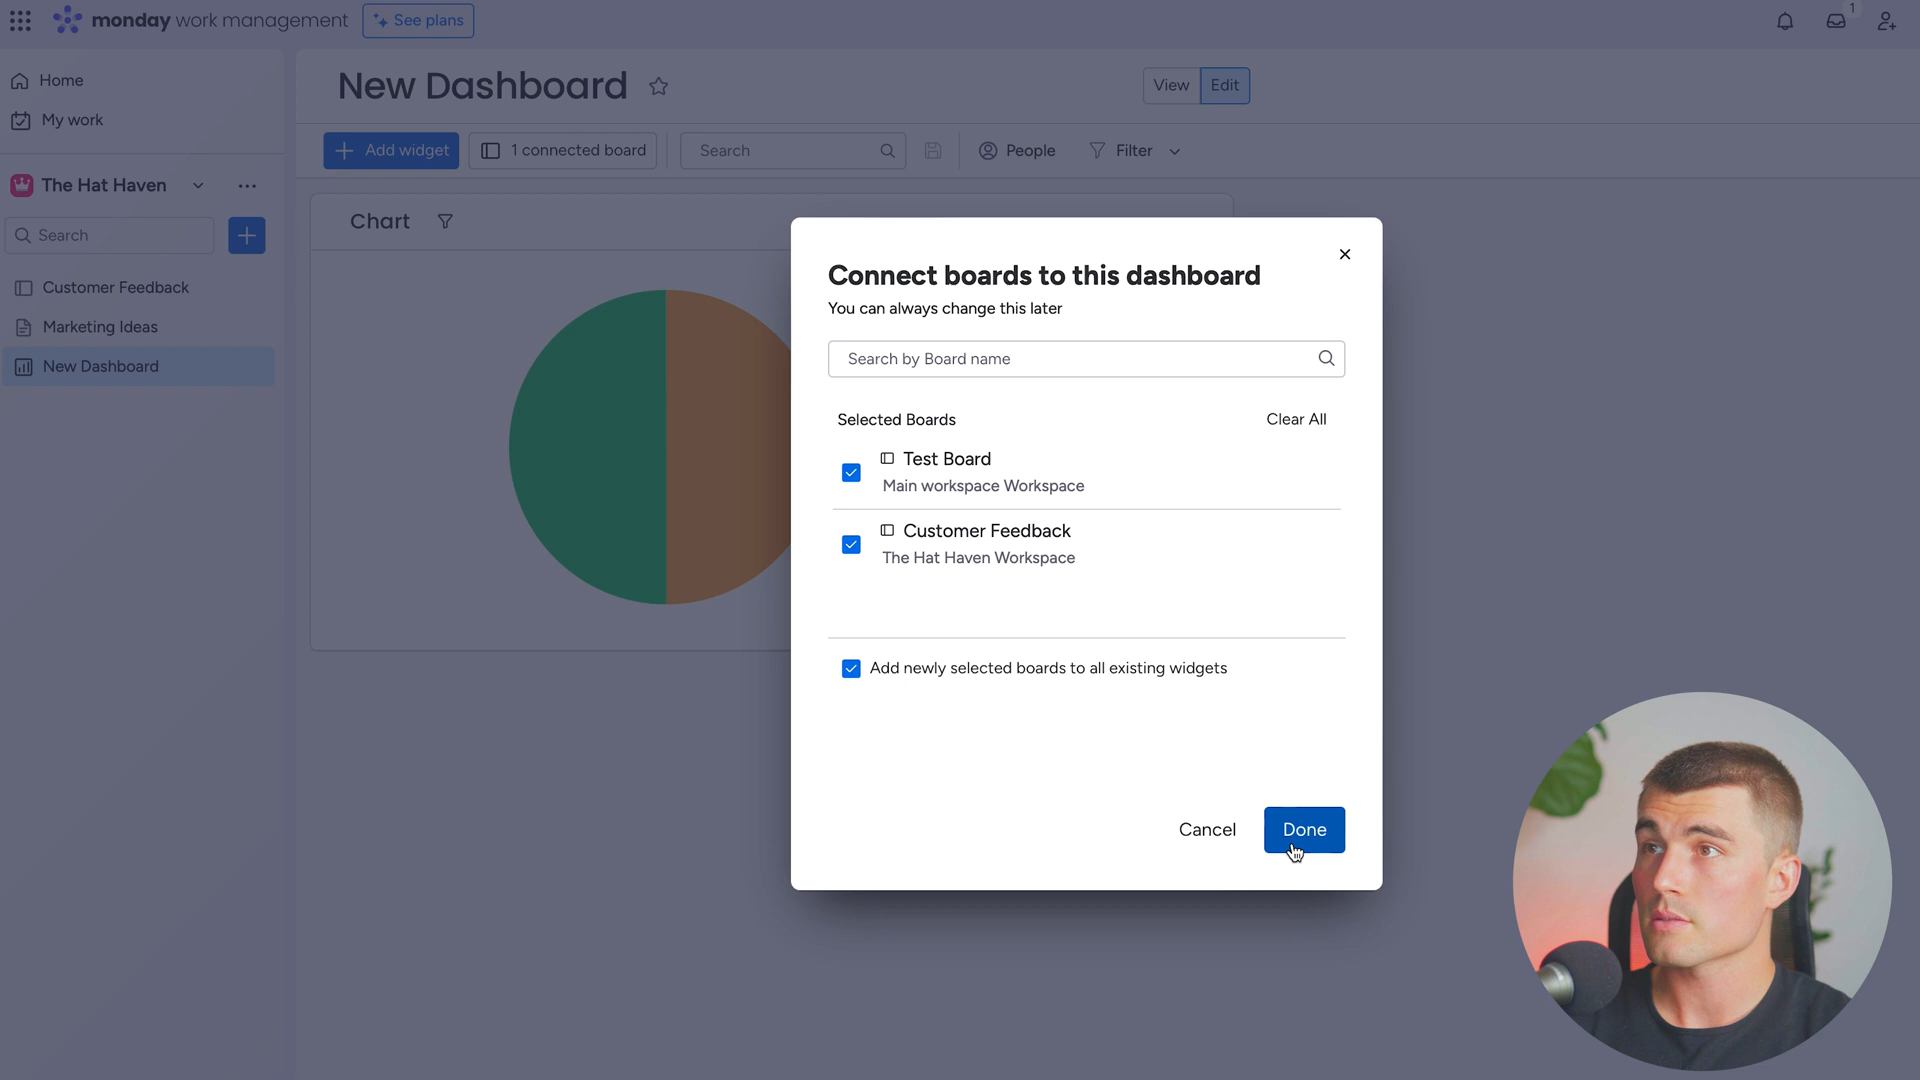 monday work management
See plans
1
Home
My work
The Hat Haven
Search
Customer Feedback
Marketing Ideas
New Dashboard
New Dashboard
View
Edit
Add widget
1 connected board
Search
People
Filter
Chart
Connect boards to this dashboard
You can always change this later
Search by Board name
Selected Boards
Clear All
Test Board
Main workspace Workspace
Customer Feedback
The Hat Haven Workspace
Add newly selected boards to all existing widgets
Cancel
Done